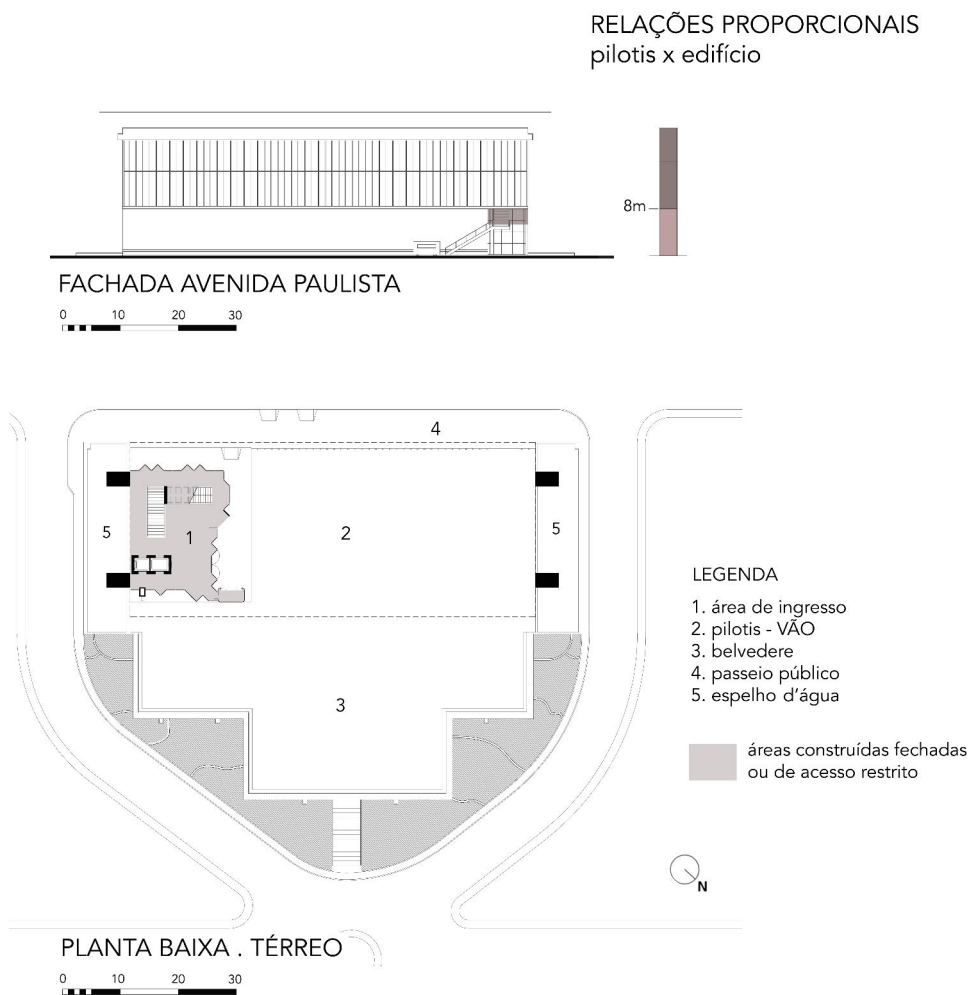 RELAÇÕES PROPORCIONAIS
pilotis x edifício
8m
FACHADA AVENIDA PAULISTA
0 10 20 30
4
5
1
2
5
3
LEGENDA
1. área de ingresso
2. pilotis - VÃO
3. belvedere
4. passeio público
5. espelho d'água
áreas construídas fechadas
ou de acesso restrito
N
PLANTA BAIXA . TÉRREO
0 10 20 30